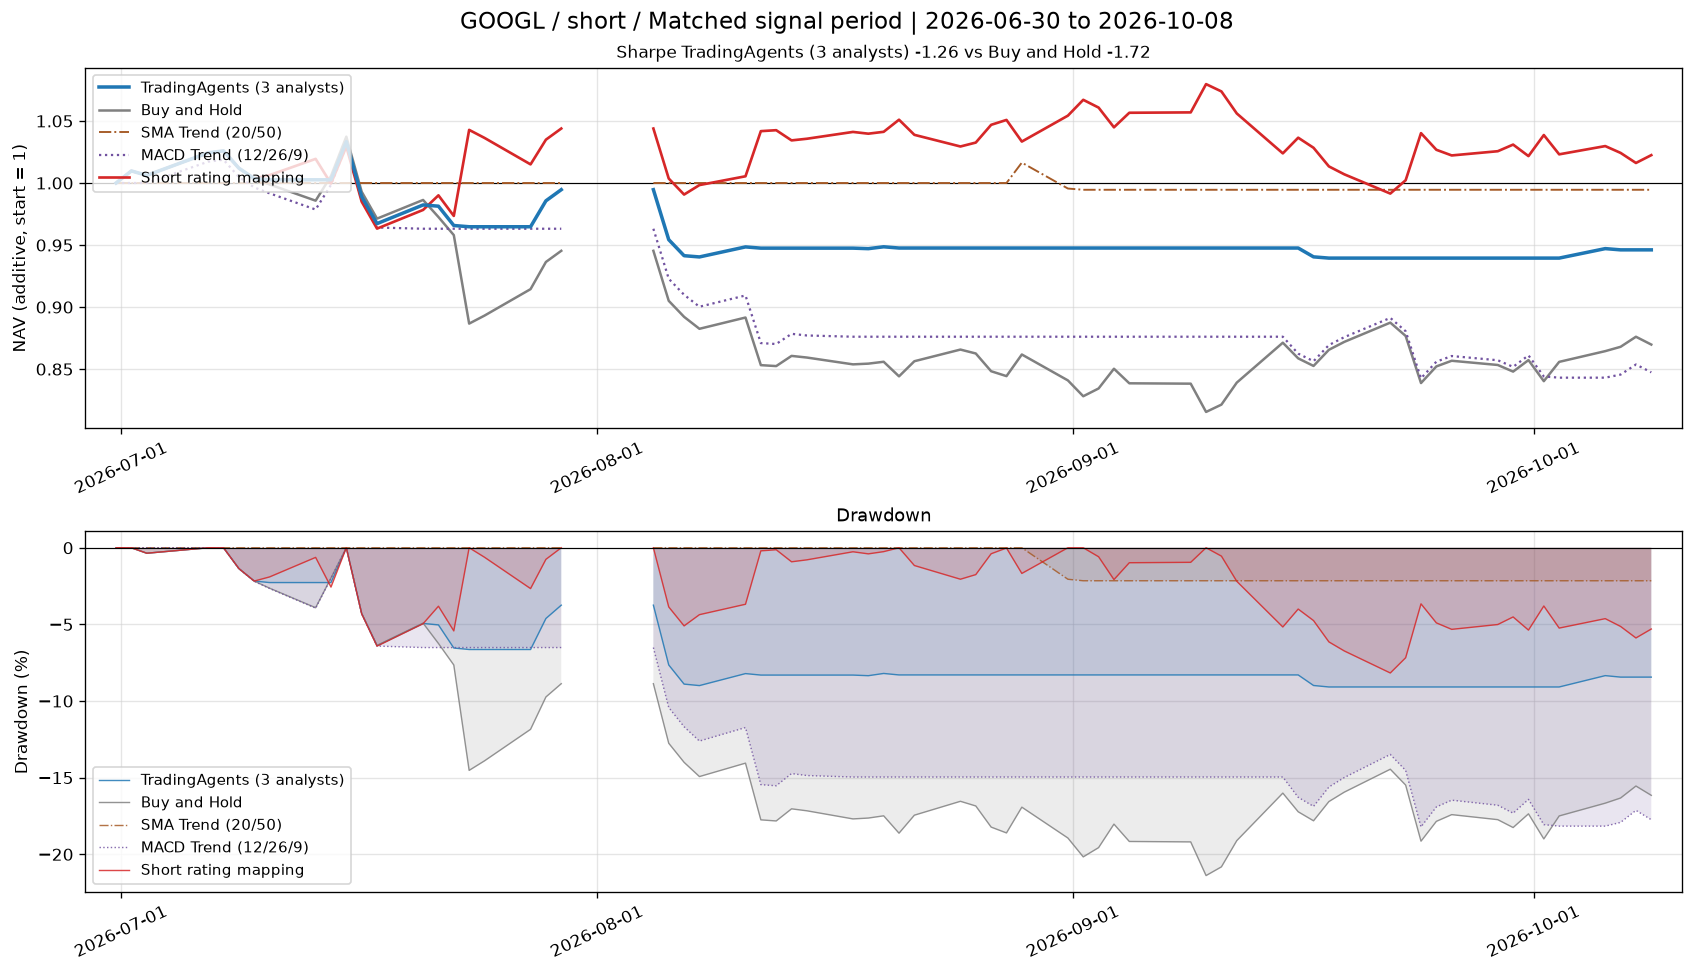 GOOGL / short / Matched signal period | 2026-06-30 to 2026-10-08
Sharpe TradingAgents (3 analysts) -1.26 vs Buy and Hold -1.72
TradingAgents (3 analysts)
Buy and Hold
SMA Trend (20/50)
MACD Trend (12/26/9)
Short rating mapping
NAV (additive, start = 1)
1.05
1.00
0.95
0.90
0.85
2026-07-01
2026-08-01
2026-09-01
2026-10-01
Drawdown
Drawdown (%)
0
−5
−10
−15
−20
TradingAgents (3 analysts)
Buy and Hold
SMA Trend (20/50)
MACD Trend (12/26/9)
Short rating mapping
2026-07-01
2026-08-01
2026-09-01
2026-10-01